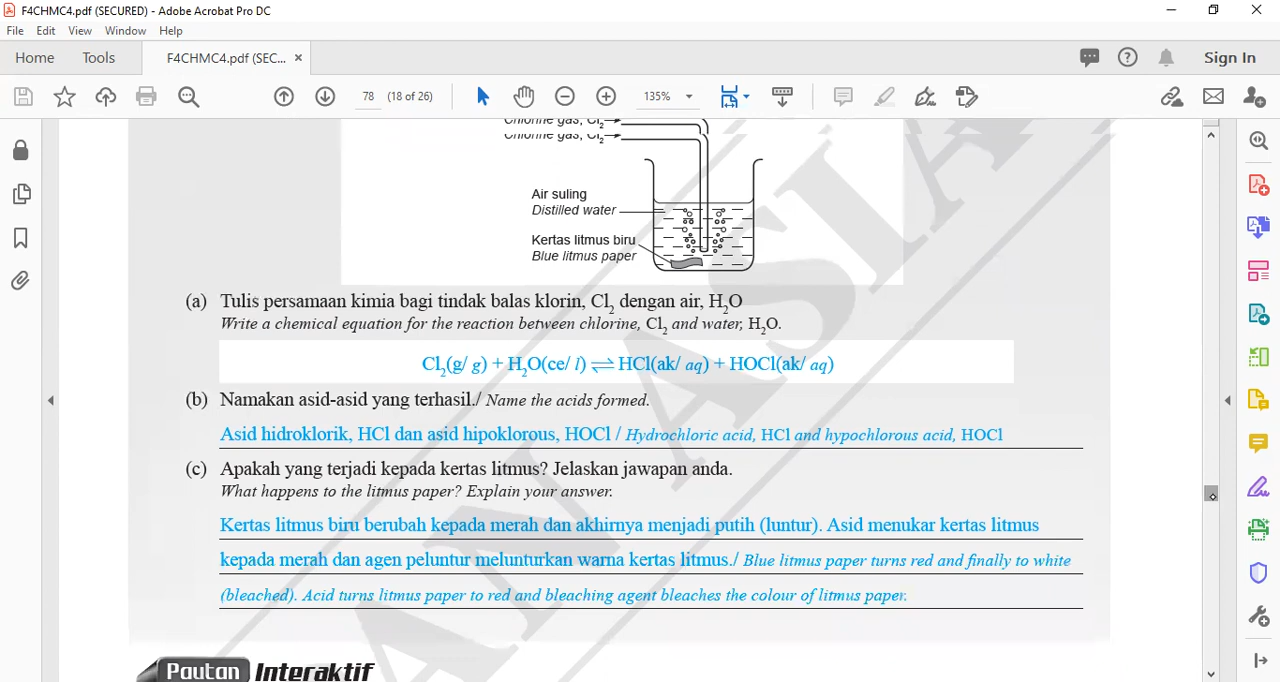 F4CHMC4.pdf (SECURED) - Adobe Acrobat Pro DC
File Edit View Window Help
Home Tools F4CHMC4.pdf (SEC... × Sign In
78 (18 of 26) 135%
Chlorine gas, Cl₂
Chlorine gas, Cl₂
Air suling
Distilled water
Kertas litmus biru
Blue litmus paper
(a) Tulis persamaan kimia bagi tindak balas klorin, Cl₂ dengan air, H₂O
Write a chemical equation for the reaction between chlorine, Cl₂ and water, H₂O.
Cl₂(g/ g) + H₂O(ce/ l) ⇌ HCl(ak/ aq) + HOCl(ak/ aq)
(b) Namakan asid-asid yang terhasil./ Name the acids formed.
Asid hidroklorik, HCl dan asid hipoklorous, HOCl / Hydrochloric acid, HCl and hypochlorous acid, HOCl
(c) Apakah yang terjadi kepada kertas litmus? Jelaskan jawapan anda.
What happens to the litmus paper? Explain your answer.
Kertas litmus biru berubah kepada merah dan akhirnya menjadi putih (luntur). Asid menukar kertas litmus
kepada merah dan agen peluntur melunturkan warna kertas litmus./ Blue litmus paper turns red and finally to white
(bleached). Acid turns litmus paper to red and bleaching agent bleaches the colour of litmus paper.
Pautan Interaktif